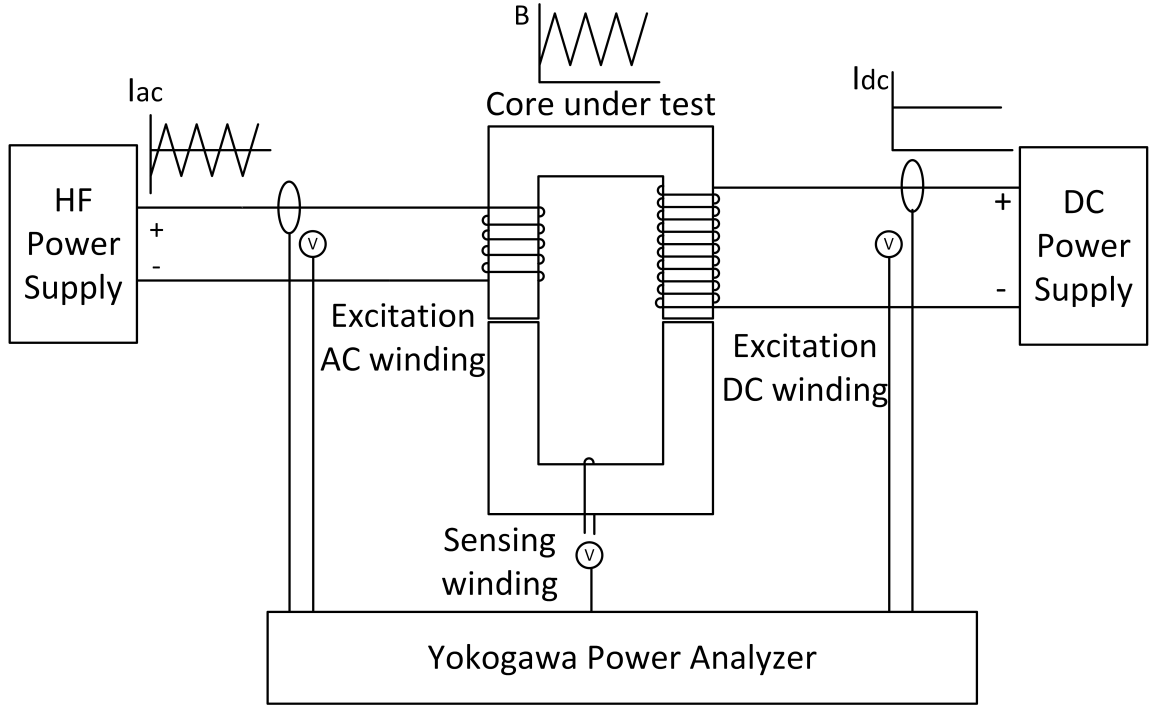 B
Iac
Idc
Core under test
HF
Power
Supply
+
-
V
V
+
-
DC
Power
Supply
Excitation
AC winding
Excitation
DC winding
Sensing
winding
V
Yokogawa Power Analyzer